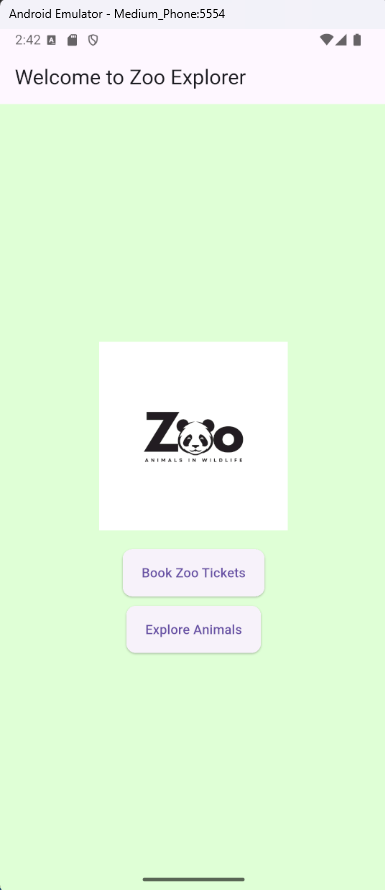 Android Emulator - Medium_Phone:5554
2:42 A
Welcome to Zoo Explorer
Zoo
ANIMALS IN WILDLIFE
Book Zoo Tickets
Explore Animals